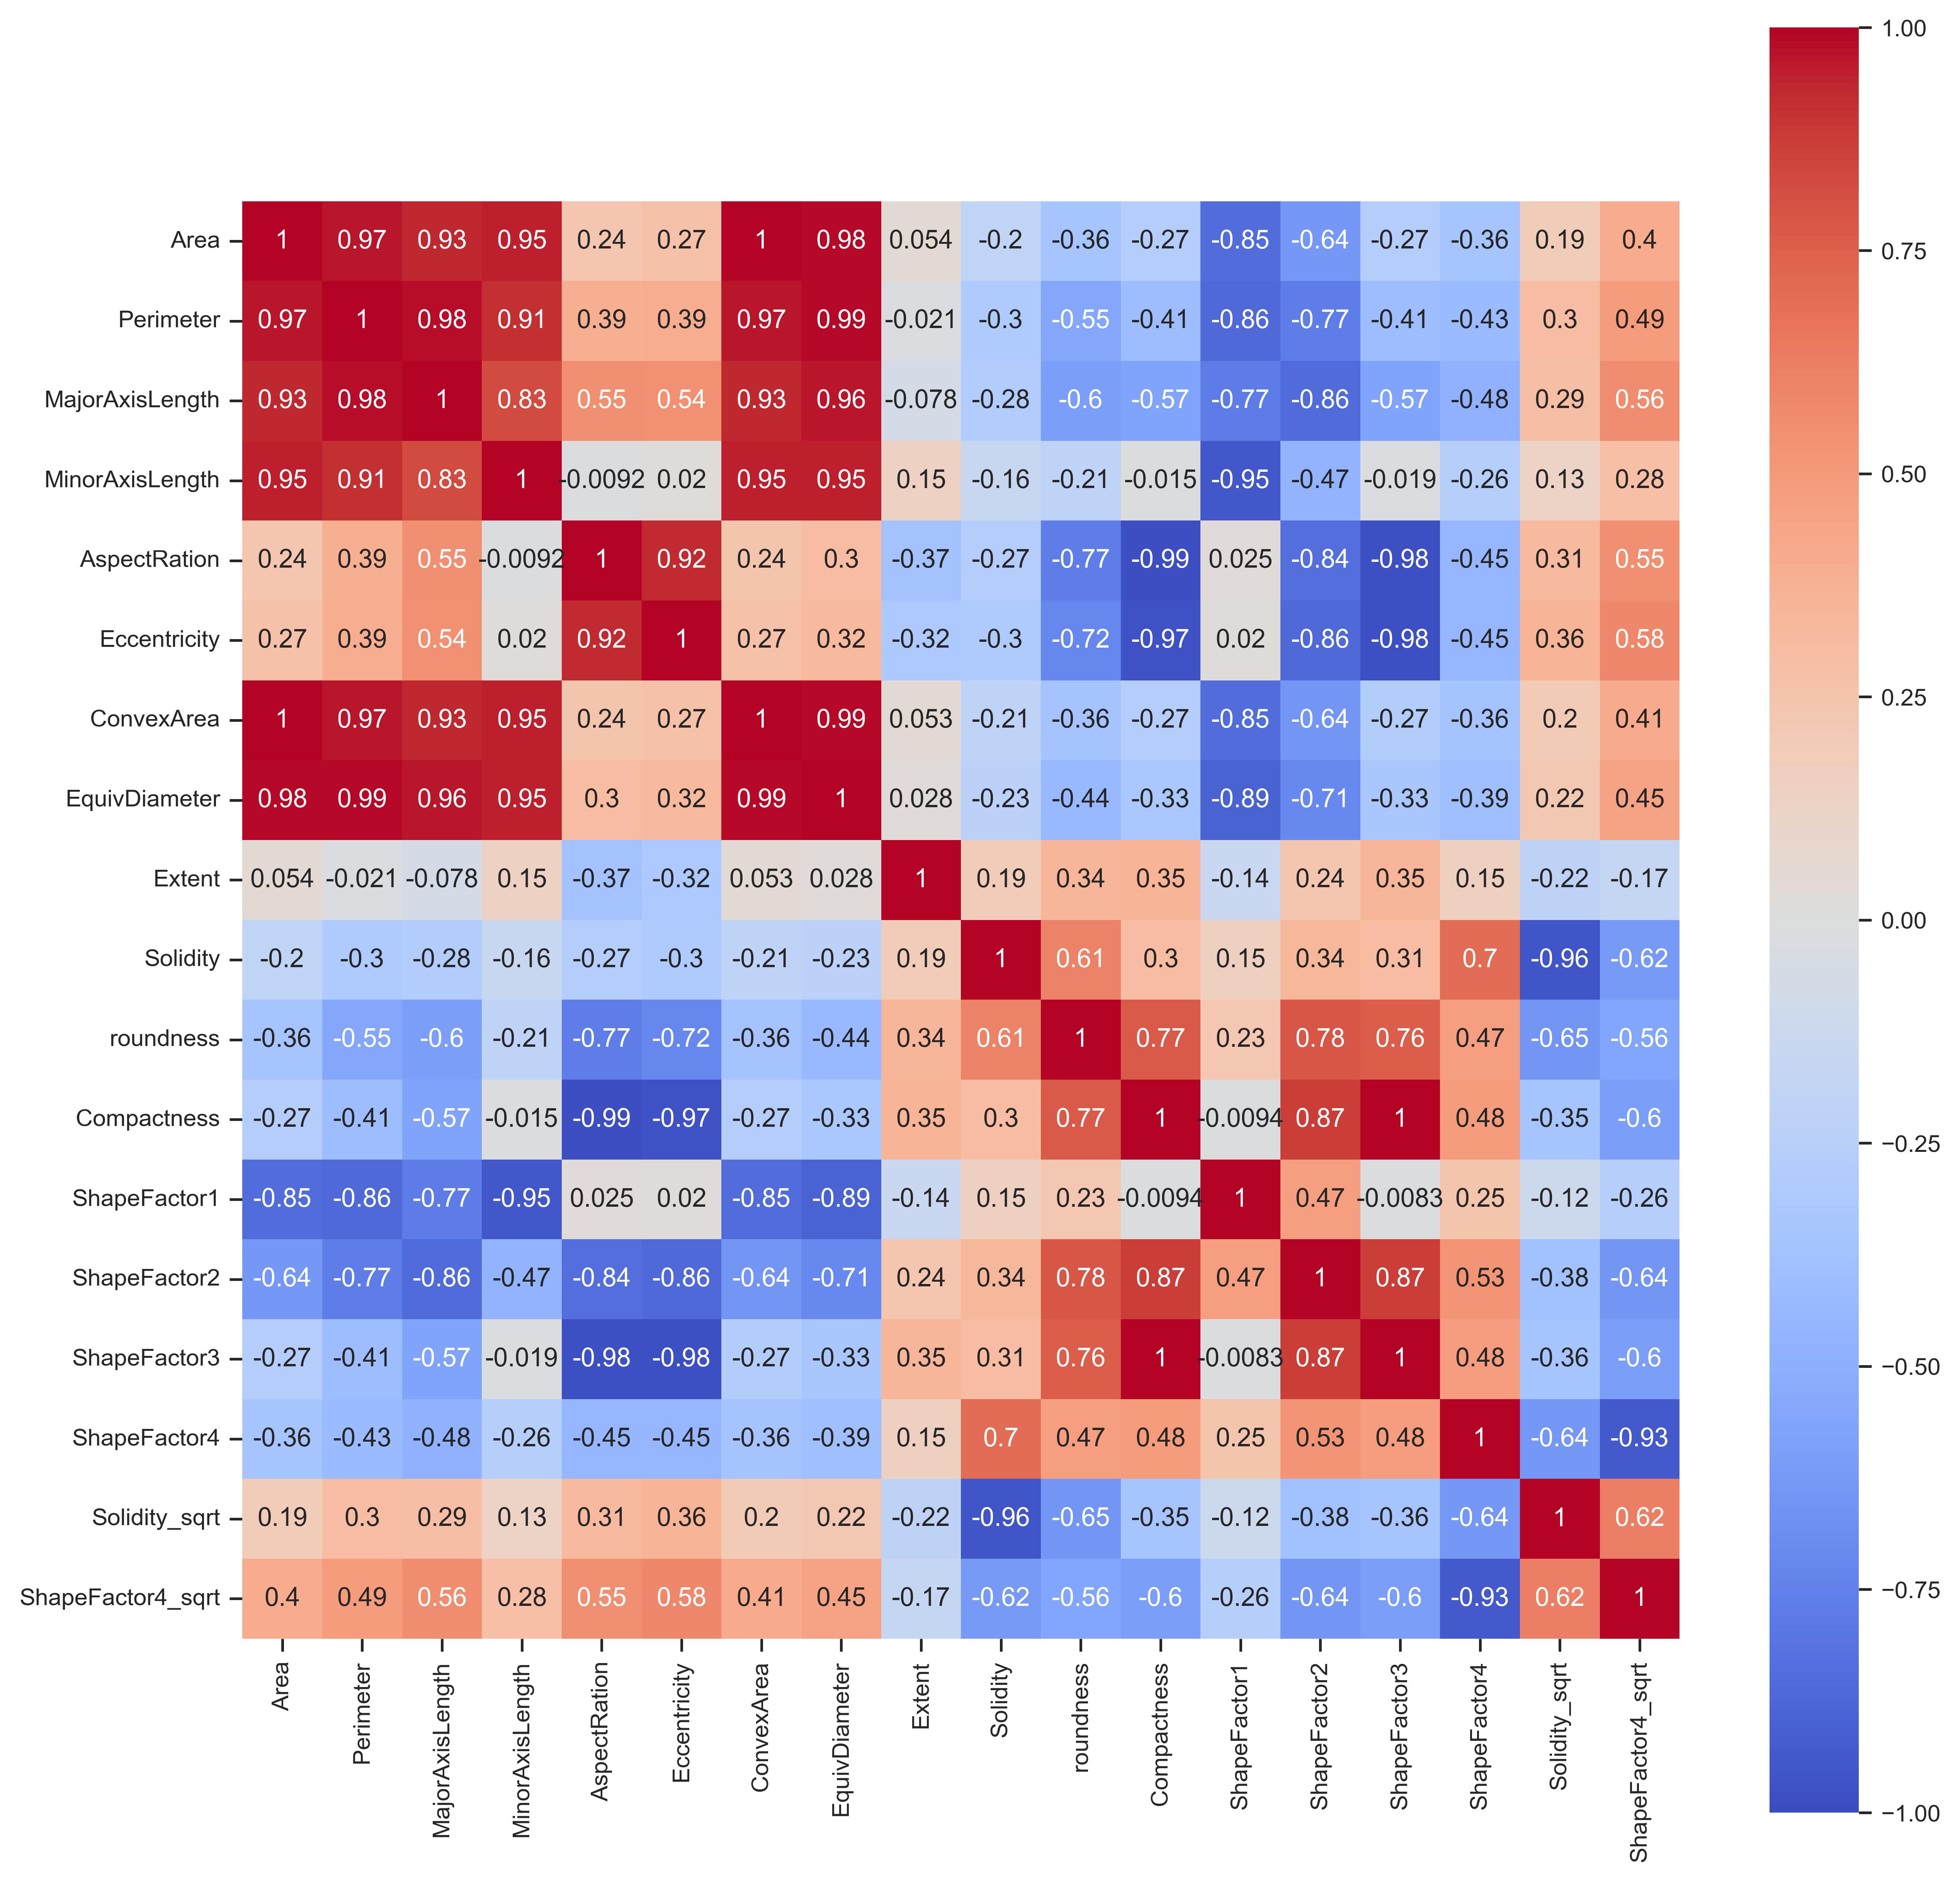 Area 1 0.97 0.93 0.95 0.24 0.27 1 0.98 0.054 -0.2 -0.36 -0.27 -0.85 -0.64 -0.27 -0.36 0.19 0.4
Perimeter 0.97 1 0.98 0.91 0.39 0.39 0.97 0.99 -0.021 -0.3 -0.55 -0.41 -0.86 -0.77 -0.41 -0.43 0.3 0.49
MajorAxisLength 0.93 0.98 1 0.83 0.55 0.54 0.93 0.96 -0.078 -0.28 -0.6 -0.57 -0.77 -0.86 -0.57 -0.48 0.29 0.56
MinorAxisLength 0.95 0.91 0.83 1 -0.0092 0.02 0.95 0.95 0.15 -0.16 -0.21 -0.015 -0.95 -0.47 -0.019 -0.26 0.13 0.28
AspectRation 0.24 0.39 0.55 -0.0092 1 0.92 0.24 0.3 -0.37 -0.27 -0.77 -0.99 0.025 -0.84 -0.98 -0.45 0.31 0.55
Eccentricity 0.27 0.39 0.54 0.02 0.92 1 0.27 0.32 -0.32 -0.3 -0.72 -0.97 0.02 -0.86 -0.98 -0.45 0.36 0.58
ConvexArea 1 0.97 0.93 0.95 0.24 0.27 1 0.99 0.053 -0.21 -0.36 -0.27 -0.85 -0.64 -0.27 -0.36 0.2 0.41
EquivDiameter 0.98 0.99 0.96 0.95 0.3 0.32 0.99 1 0.028 -0.23 -0.44 -0.33 -0.89 -0.71 -0.33 -0.39 0.22 0.45
Extent 0.054 -0.021 -0.078 0.15 -0.37 -0.32 0.053 0.028 1 0.19 0.34 0.35 -0.14 0.24 0.35 0.15 -0.22 -0.17
Solidity -0.2 -0.3 -0.28 -0.16 -0.27 -0.3 -0.21 -0.23 0.19 1 0.61 0.3 0.15 0.34 0.31 0.7 -0.96 -0.62
roundness -0.36 -0.55 -0.6 -0.21 -0.77 -0.72 -0.36 -0.44 0.34 0.61 1 0.77 0.23 0.78 0.76 0.47 -0.65 -0.56
Compactness -0.27 -0.41 -0.57 -0.015 -0.99 -0.97 -0.27 -0.33 0.35 0.3 0.77 1 -0.0094 0.87 1 0.48 -0.35 -0.6
ShapeFactor1 -0.85 -0.86 -0.77 -0.95 0.025 0.02 -0.85 -0.89 -0.14 0.15 0.23 -0.0094 1 0.47 -0.0083 0.25 -0.12 -0.26
ShapeFactor2 -0.64 -0.77 -0.86 -0.47 -0.84 -0.86 -0.64 -0.71 0.24 0.34 0.78 0.87 0.47 1 0.87 0.53 -0.38 -0.64
ShapeFactor3 -0.27 -0.41 -0.57 -0.019 -0.98 -0.98 -0.27 -0.33 0.35 0.31 0.76 1 -0.0083 0.87 1 0.48 -0.36 -0.6
ShapeFactor4 -0.36 -0.43 -0.48 -0.26 -0.45 -0.45 -0.36 -0.39 0.15 0.7 0.47 0.48 0.25 0.53 0.48 1 -0.64 -0.93
Solidity_sqrt 0.19 0.3 0.29 0.13 0.31 0.36 0.2 0.22 -0.22 -0.96 -0.65 -0.35 -0.12 -0.38 -0.36 -0.64 1 0.62
ShapeFactor4_sqrt 0.4 0.49 0.56 0.28 0.55 0.58 0.41 0.45 -0.17 -0.62 -0.56 -0.6 -0.26 -0.64 -0.6 -0.93 0.62 1
Area
Perimeter
MajorAxisLength
MinorAxisLength
AspectRation
Eccentricity
ConvexArea
EquivDiameter
Extent
Solidity
roundness
Compactness
ShapeFactor1
ShapeFactor2
ShapeFactor3
ShapeFactor4
Solidity_sqrt
ShapeFactor4_sqrt
1.00
0.75
0.50
0.25
0.00
−0.25
−0.50
−0.75
−1.00